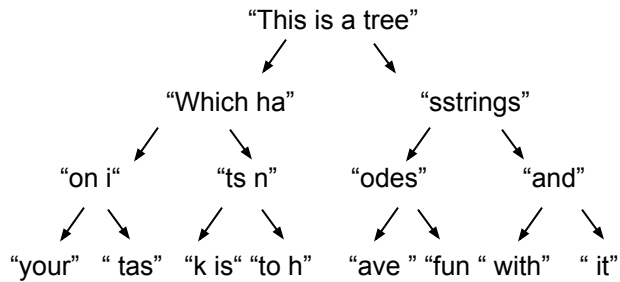 “This is a tree”
“Which ha” “sstrings”
“on i“ “ts n” “odes” “and”
“your” “ tas” “k is“ “to h” “ave ” “fun “ with” “ it”